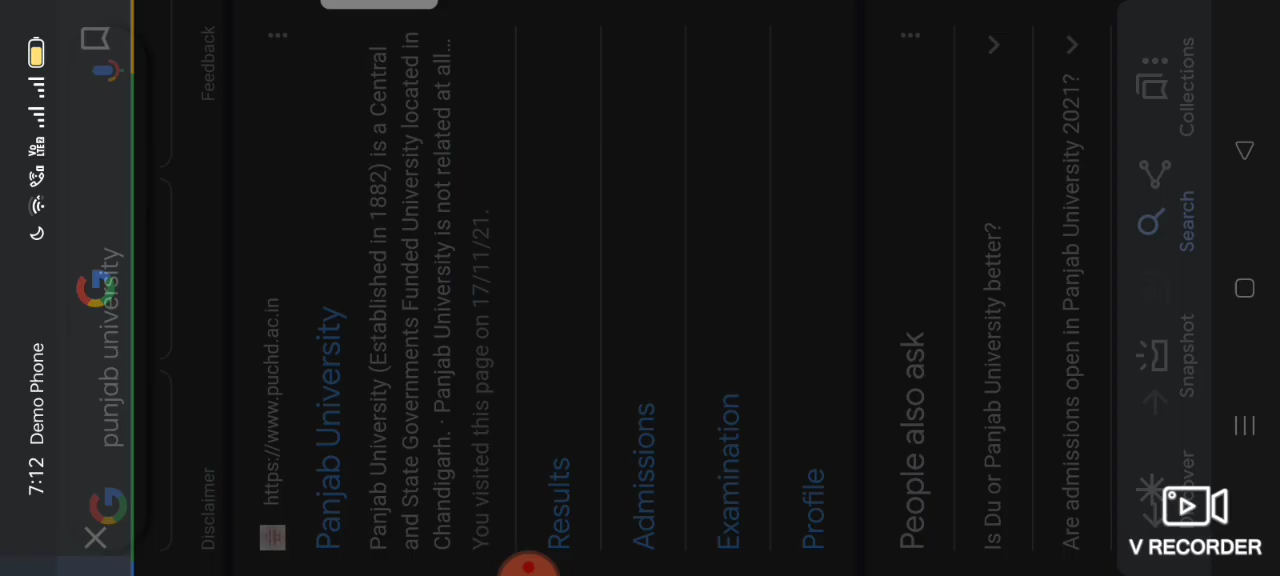 7:12 Demo Phone
punjab university
Disclaimer
Feedback
https://www.puchd.ac.in
Panjab University
Panjab University (Established in 1882) is a Central
and State Governments Funded University located in
Chandigarh. · Panjab University is not related at all...
You visited this page on 17/11/21.
Results
Admissions
Examination
Profile
People also ask
Is Du or Panjab University better?
Are admissions open in Panjab University 2021?
Snapshot
Search
Collections
V RECORDER